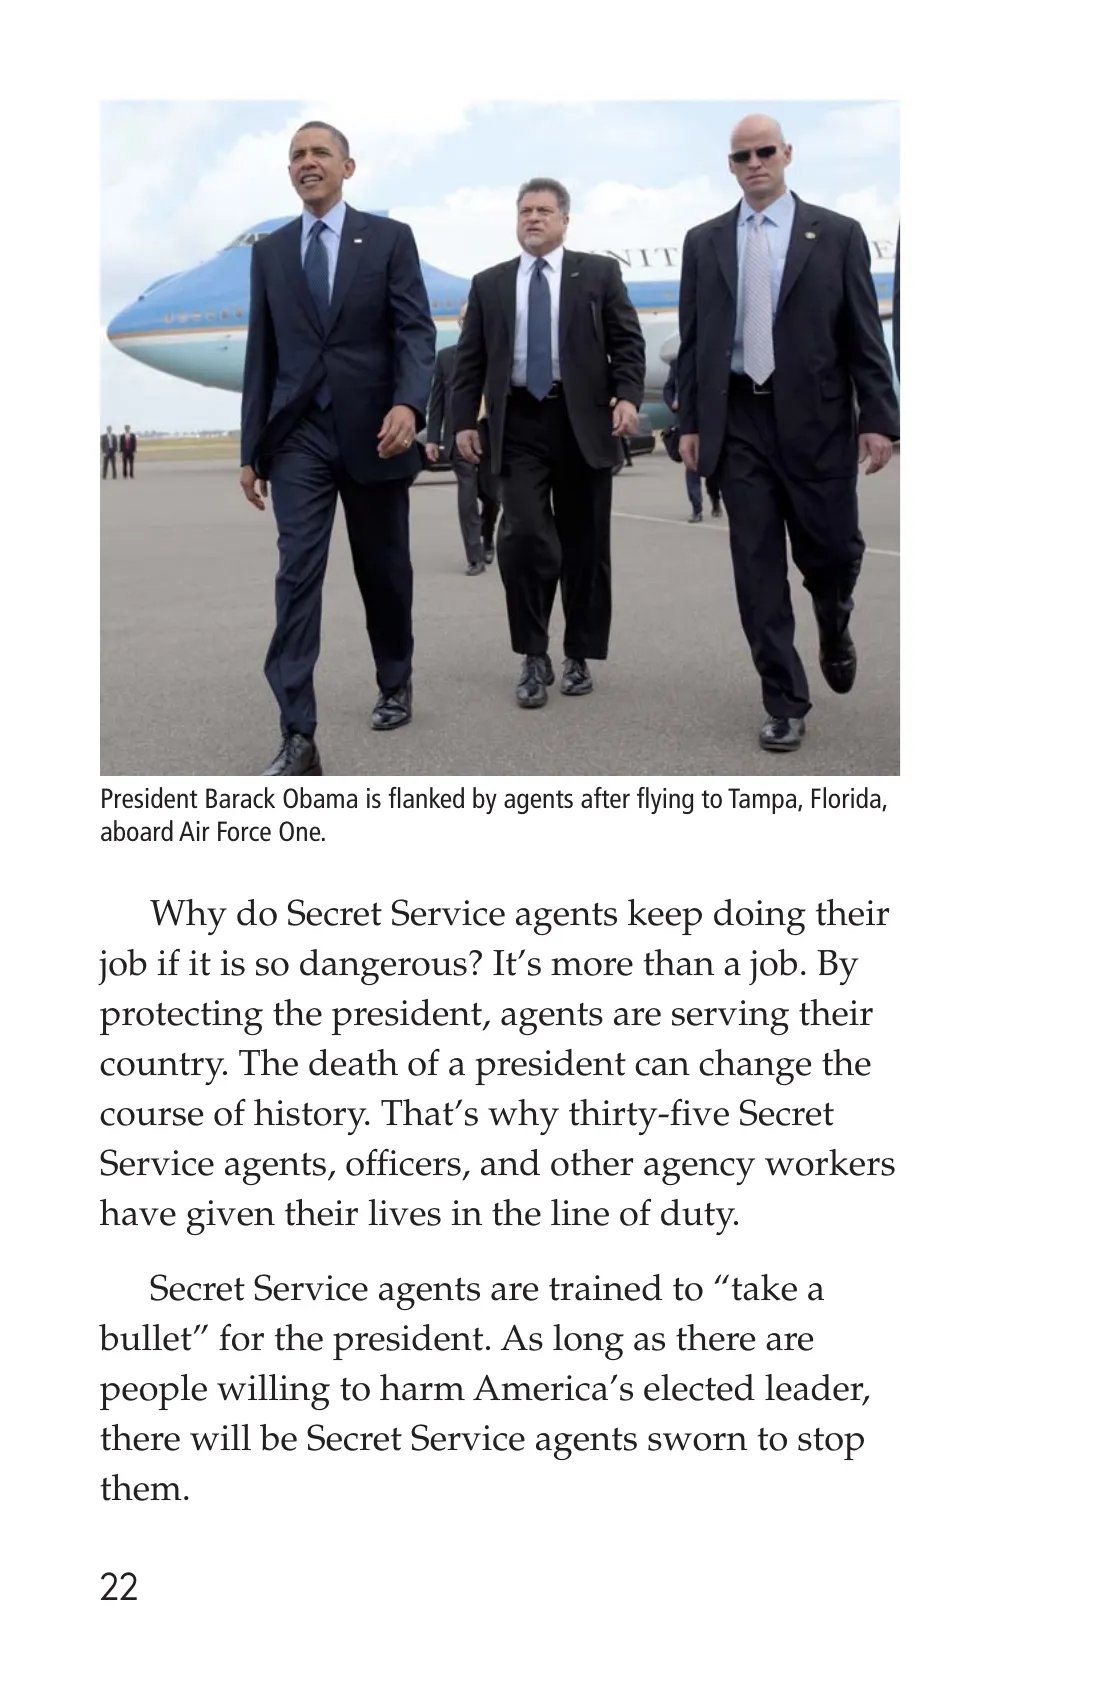 UNIT
E
President Barack Obama is flanked by agents after flying to Tampa, Florida,
aboard Air Force One.
Why do Secret Service agents keep doing their
job if it is so dangerous? It’s more than a job. By
protecting the president, agents are serving their
country. The death of a president can change the
course of history. That’s why thirty-five Secret
Service agents, officers, and other agency workers
have given their lives in the line of duty.
Secret Service agents are trained to “take a
bullet” for the president. As long as there are
people willing to harm America’s elected leader,
there will be Secret Service agents sworn to stop
them.
22